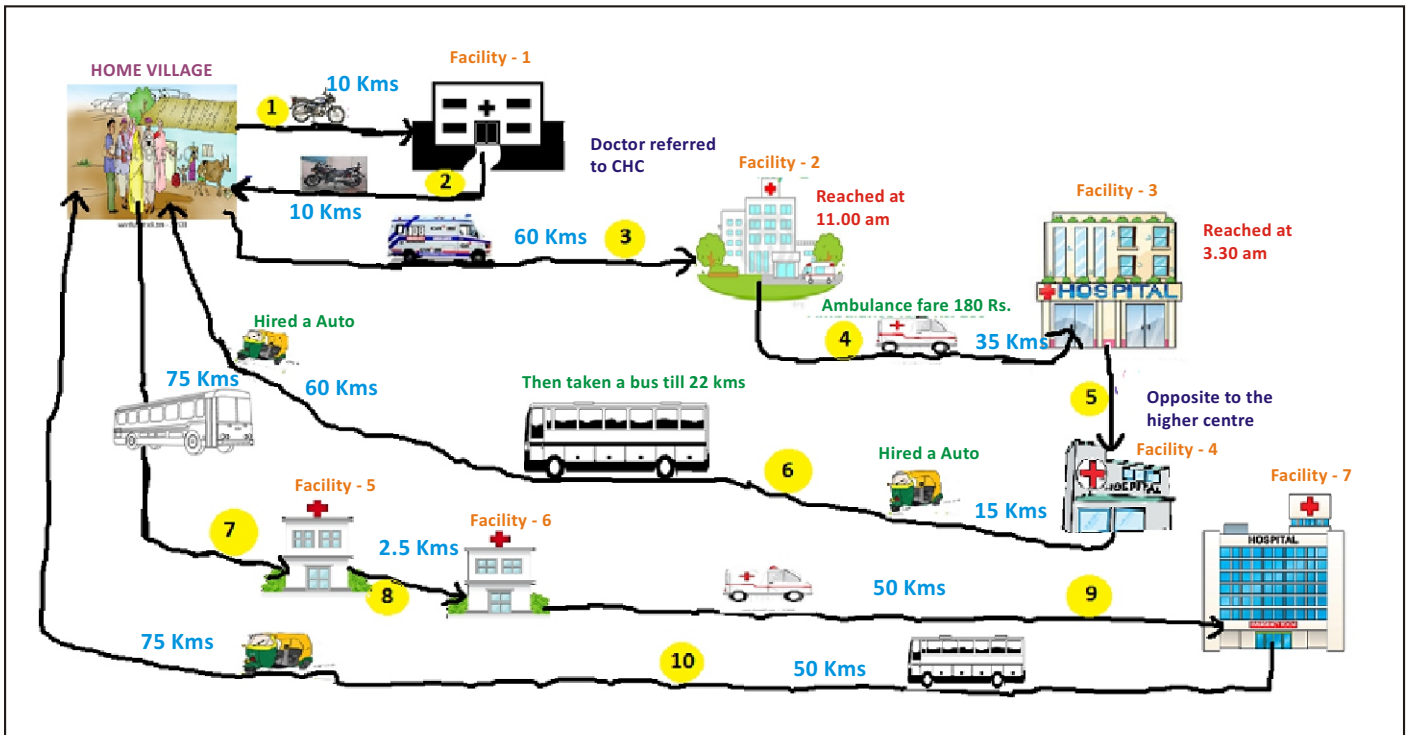 HOME VILLAGE
Facility - 1
10 Kms
1
2
10 Kms
Doctor referred
to CHC
60 Kms
3
Facility - 2
Reached at
11.00 am
Facility - 3
Reached at
3.30 am
HOSPITAL
Ambulance fare 180 Rs.
4
35 Kms
5
Opposite to the
higher centre
Facility - 4
HOSPITAL
Hired a Auto
15 Kms
6
Then taken a bus till 22 kms
Hired a Auto
60 Kms
75 Kms
7
Facility - 5
8
2.5 Kms
Facility - 6
50 Kms
9
Facility - 7
HOSPITAL
10
50 Kms
75 Kms